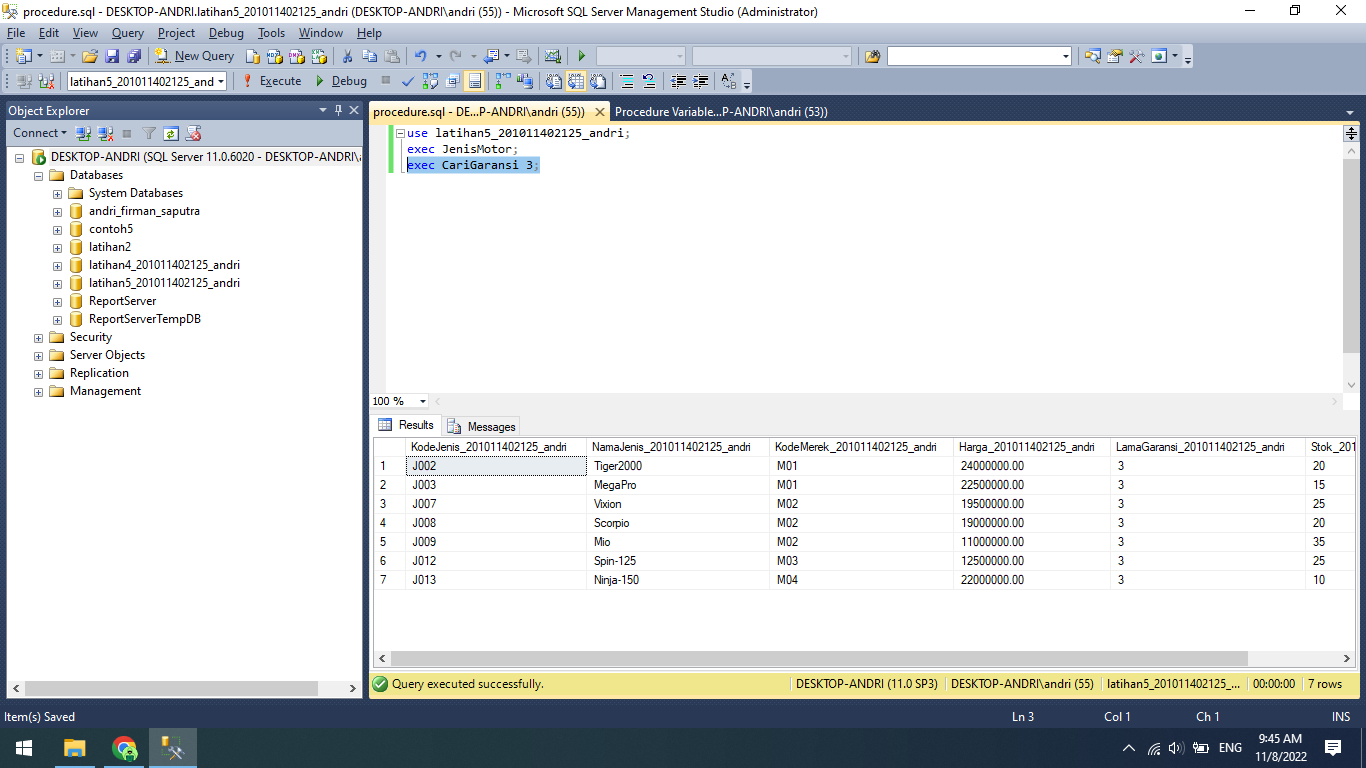 procedure.sql - DESKTOP-ANDRI.latihan5_201011402125_andri (DESKTOP-ANDRI\andri (55)) - Microsoft SQL Server Management Studio (Administrator)
File Edit View Query Project Debug Tools Window Help
New Query
latihan5_201011402125_and Execute Debug
Object Explorer
Connect
DESKTOP-ANDRI (SQL Server 11.0.6020 - DESKTOP-ANDRI\
Databases
System Databases
andri_firman_saputra
contoh5
latihan2
latihan4_201011402125_andri
latihan5_201011402125_andri
ReportServer
ReportServerTempDB
Security
Server Objects
Replication
Management
procedure.sql - DE...P-ANDRI\andri (55)) Procedure Variable...P-ANDRI\andri (53))
use latihan5_201011402125_andri;
exec JenisMotor;
exec CariGaransi 3;
100 %
Results Messages
KodeJenis_201011402125_andri NamaJenis_201011402125_andri KodeMerek_201011402125_andri Harga_201011402125_andri LamaGaransi_201011402125_andri Stok_201
1 J002 Tiger2000 M01 24000000.00 3 20
2 J003 MegaPro M01 22500000.00 3 15
3 J007 Vixion M02 19500000.00 3 25
4 J008 Scorpio M02 19000000.00 3 20
5 J009 Mio M02 11000000.00 3 35
6 J012 Spin-125 M03 12500000.00 3 25
7 J013 Ninja-150 M04 22000000.00 3 10
Query executed successfully. DESKTOP-ANDRI (11.0 SP3) DESKTOP-ANDRI\andri (55) latihan5_201011402125_... 00:00:00 7 rows
Item(s) Saved Ln 3 Col 1 Ch 1 INS
ENG 9:45 AM
11/8/2022